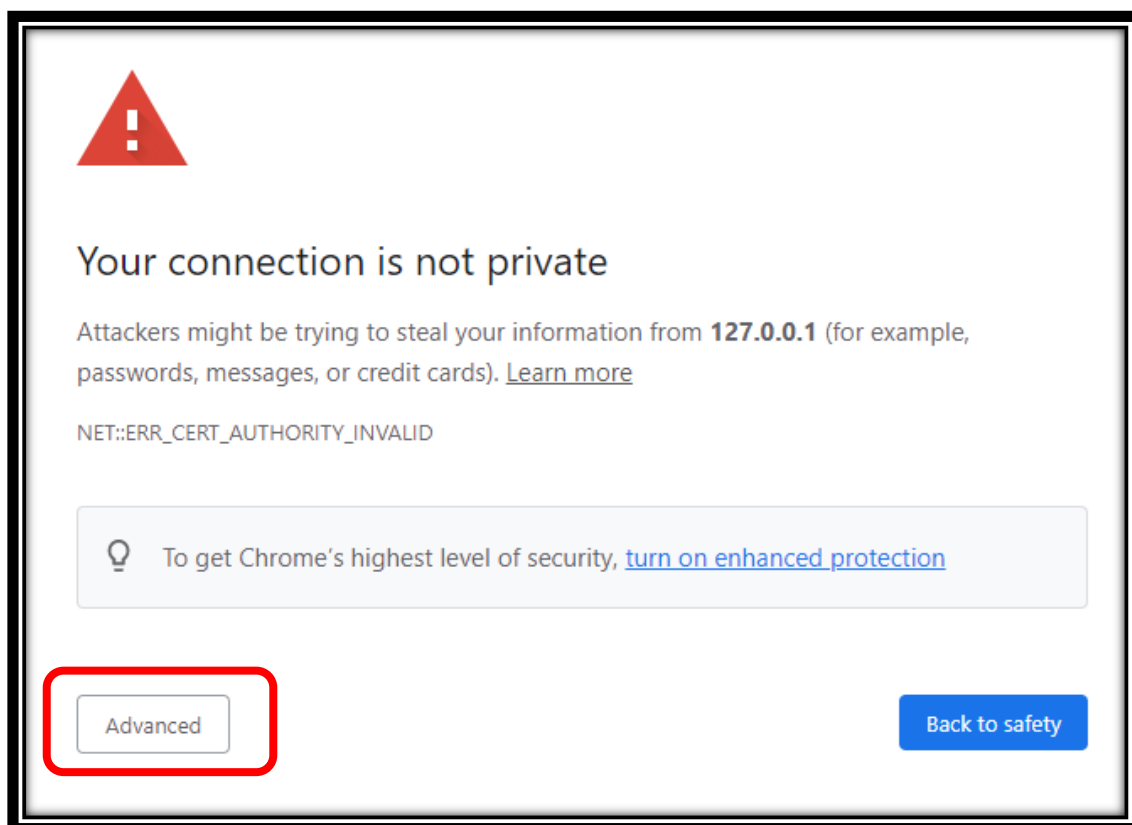 Your connection is not private
Attackers might be trying to steal your information from 127.0.0.1 (for example,
passwords, messages, or credit cards). Learn more
NET::ERR_CERT_AUTHORITY_INVALID
To get Chrome's highest level of security, turn on enhanced protection
Advanced
Back to safety